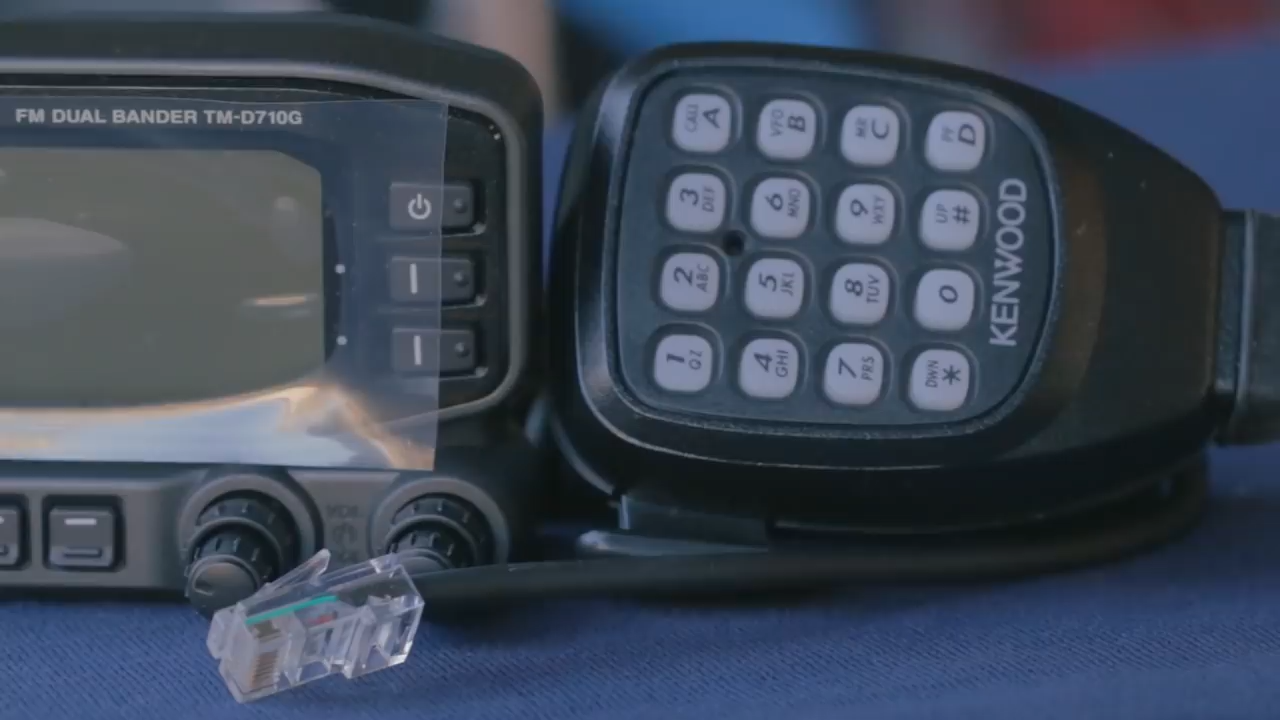 FM DUAL BANDER TM-D710G
CALL A
VFO B
MR C
PF D
3 DEF
6 MNO
9 WXY
UP #
2 ABC
5 JKL
8 TUV
0
1 QZ
4 GHI
7 PRS
DWN *
KENWOOD